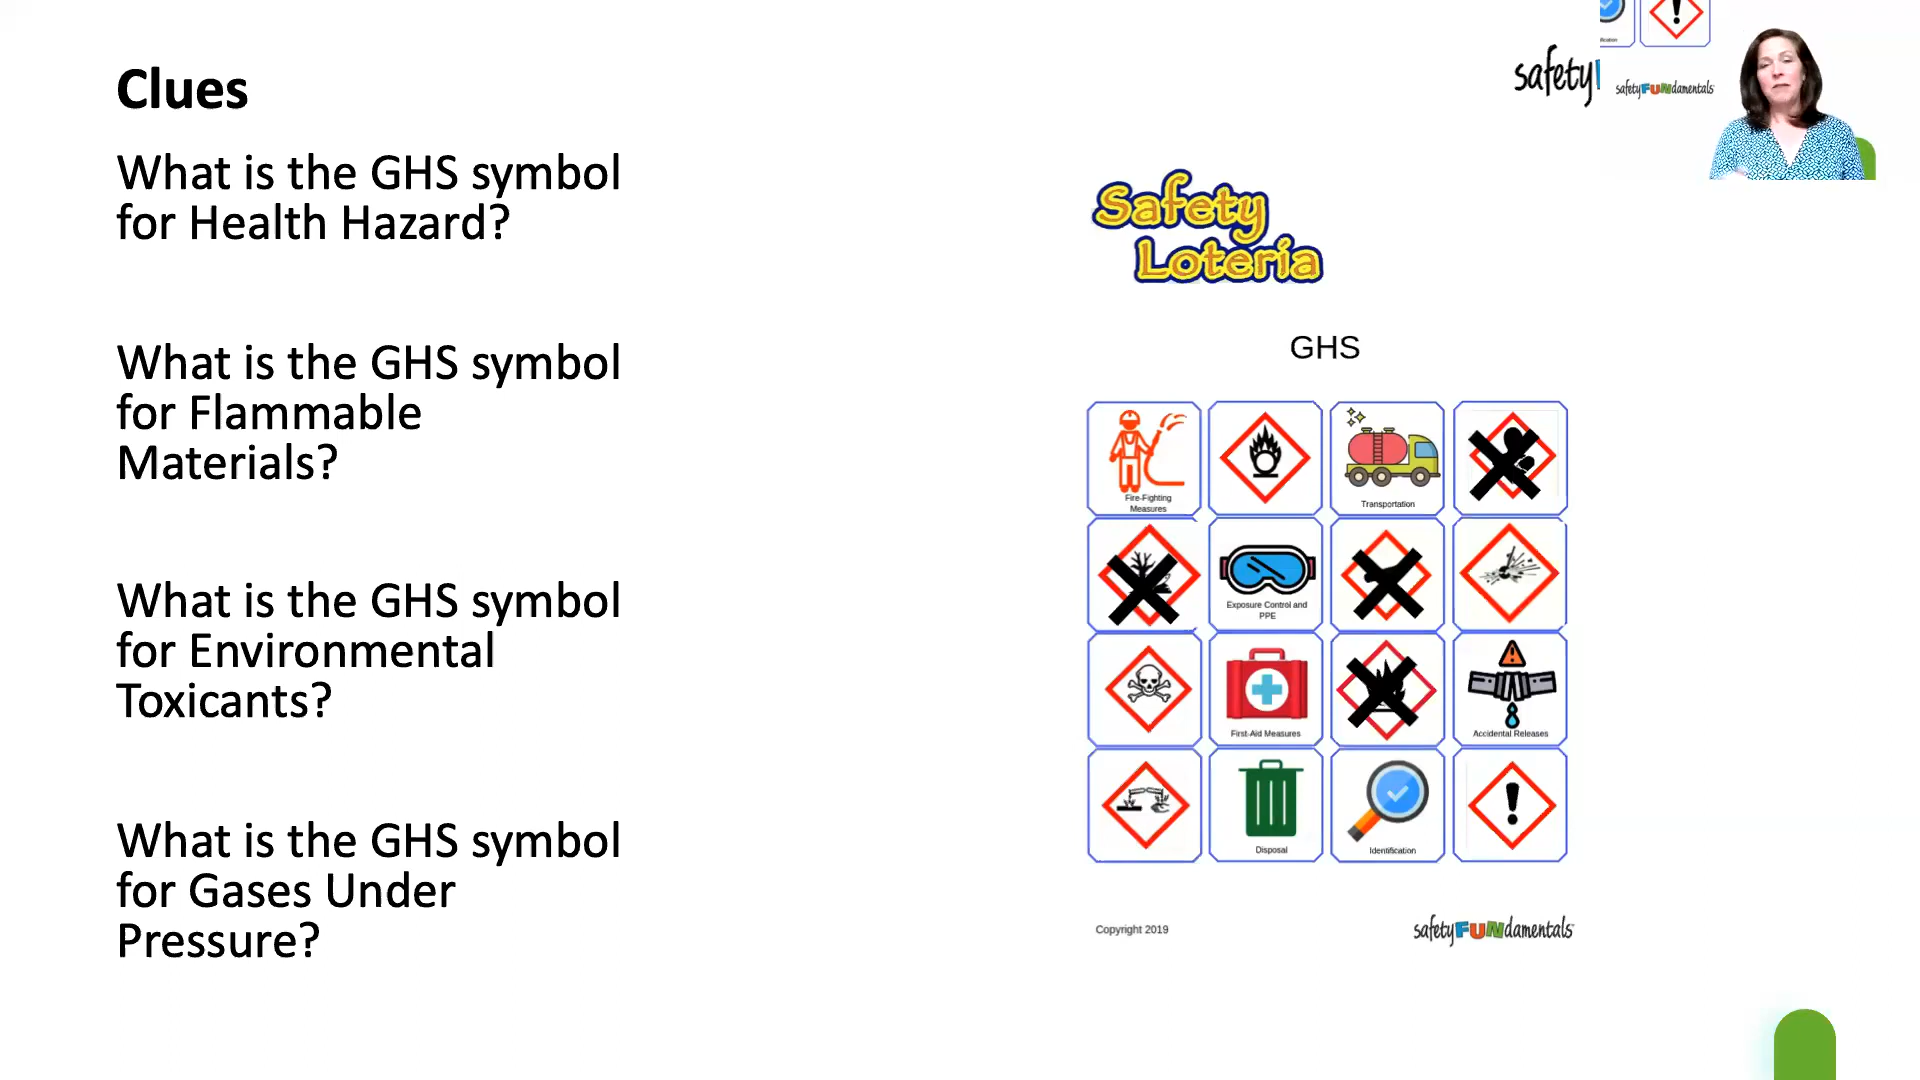 Clues
What is the GHS symbol
for Health Hazard?
What is the GHS symbol
for Flammable
Materials?
What is the GHS symbol
for Environmental
Toxicants?
What is the GHS symbol
for Gases Under
Pressure?
safety
safetyFUNdamentals
Safety
Loteria
GHS
Fire-Fighting
Measures
Transportation
Exposure Control and
PPE
First-Aid Measures
Accidental Releases
Disposal
Identification
Copyright 2019
safetyFUNdamentals